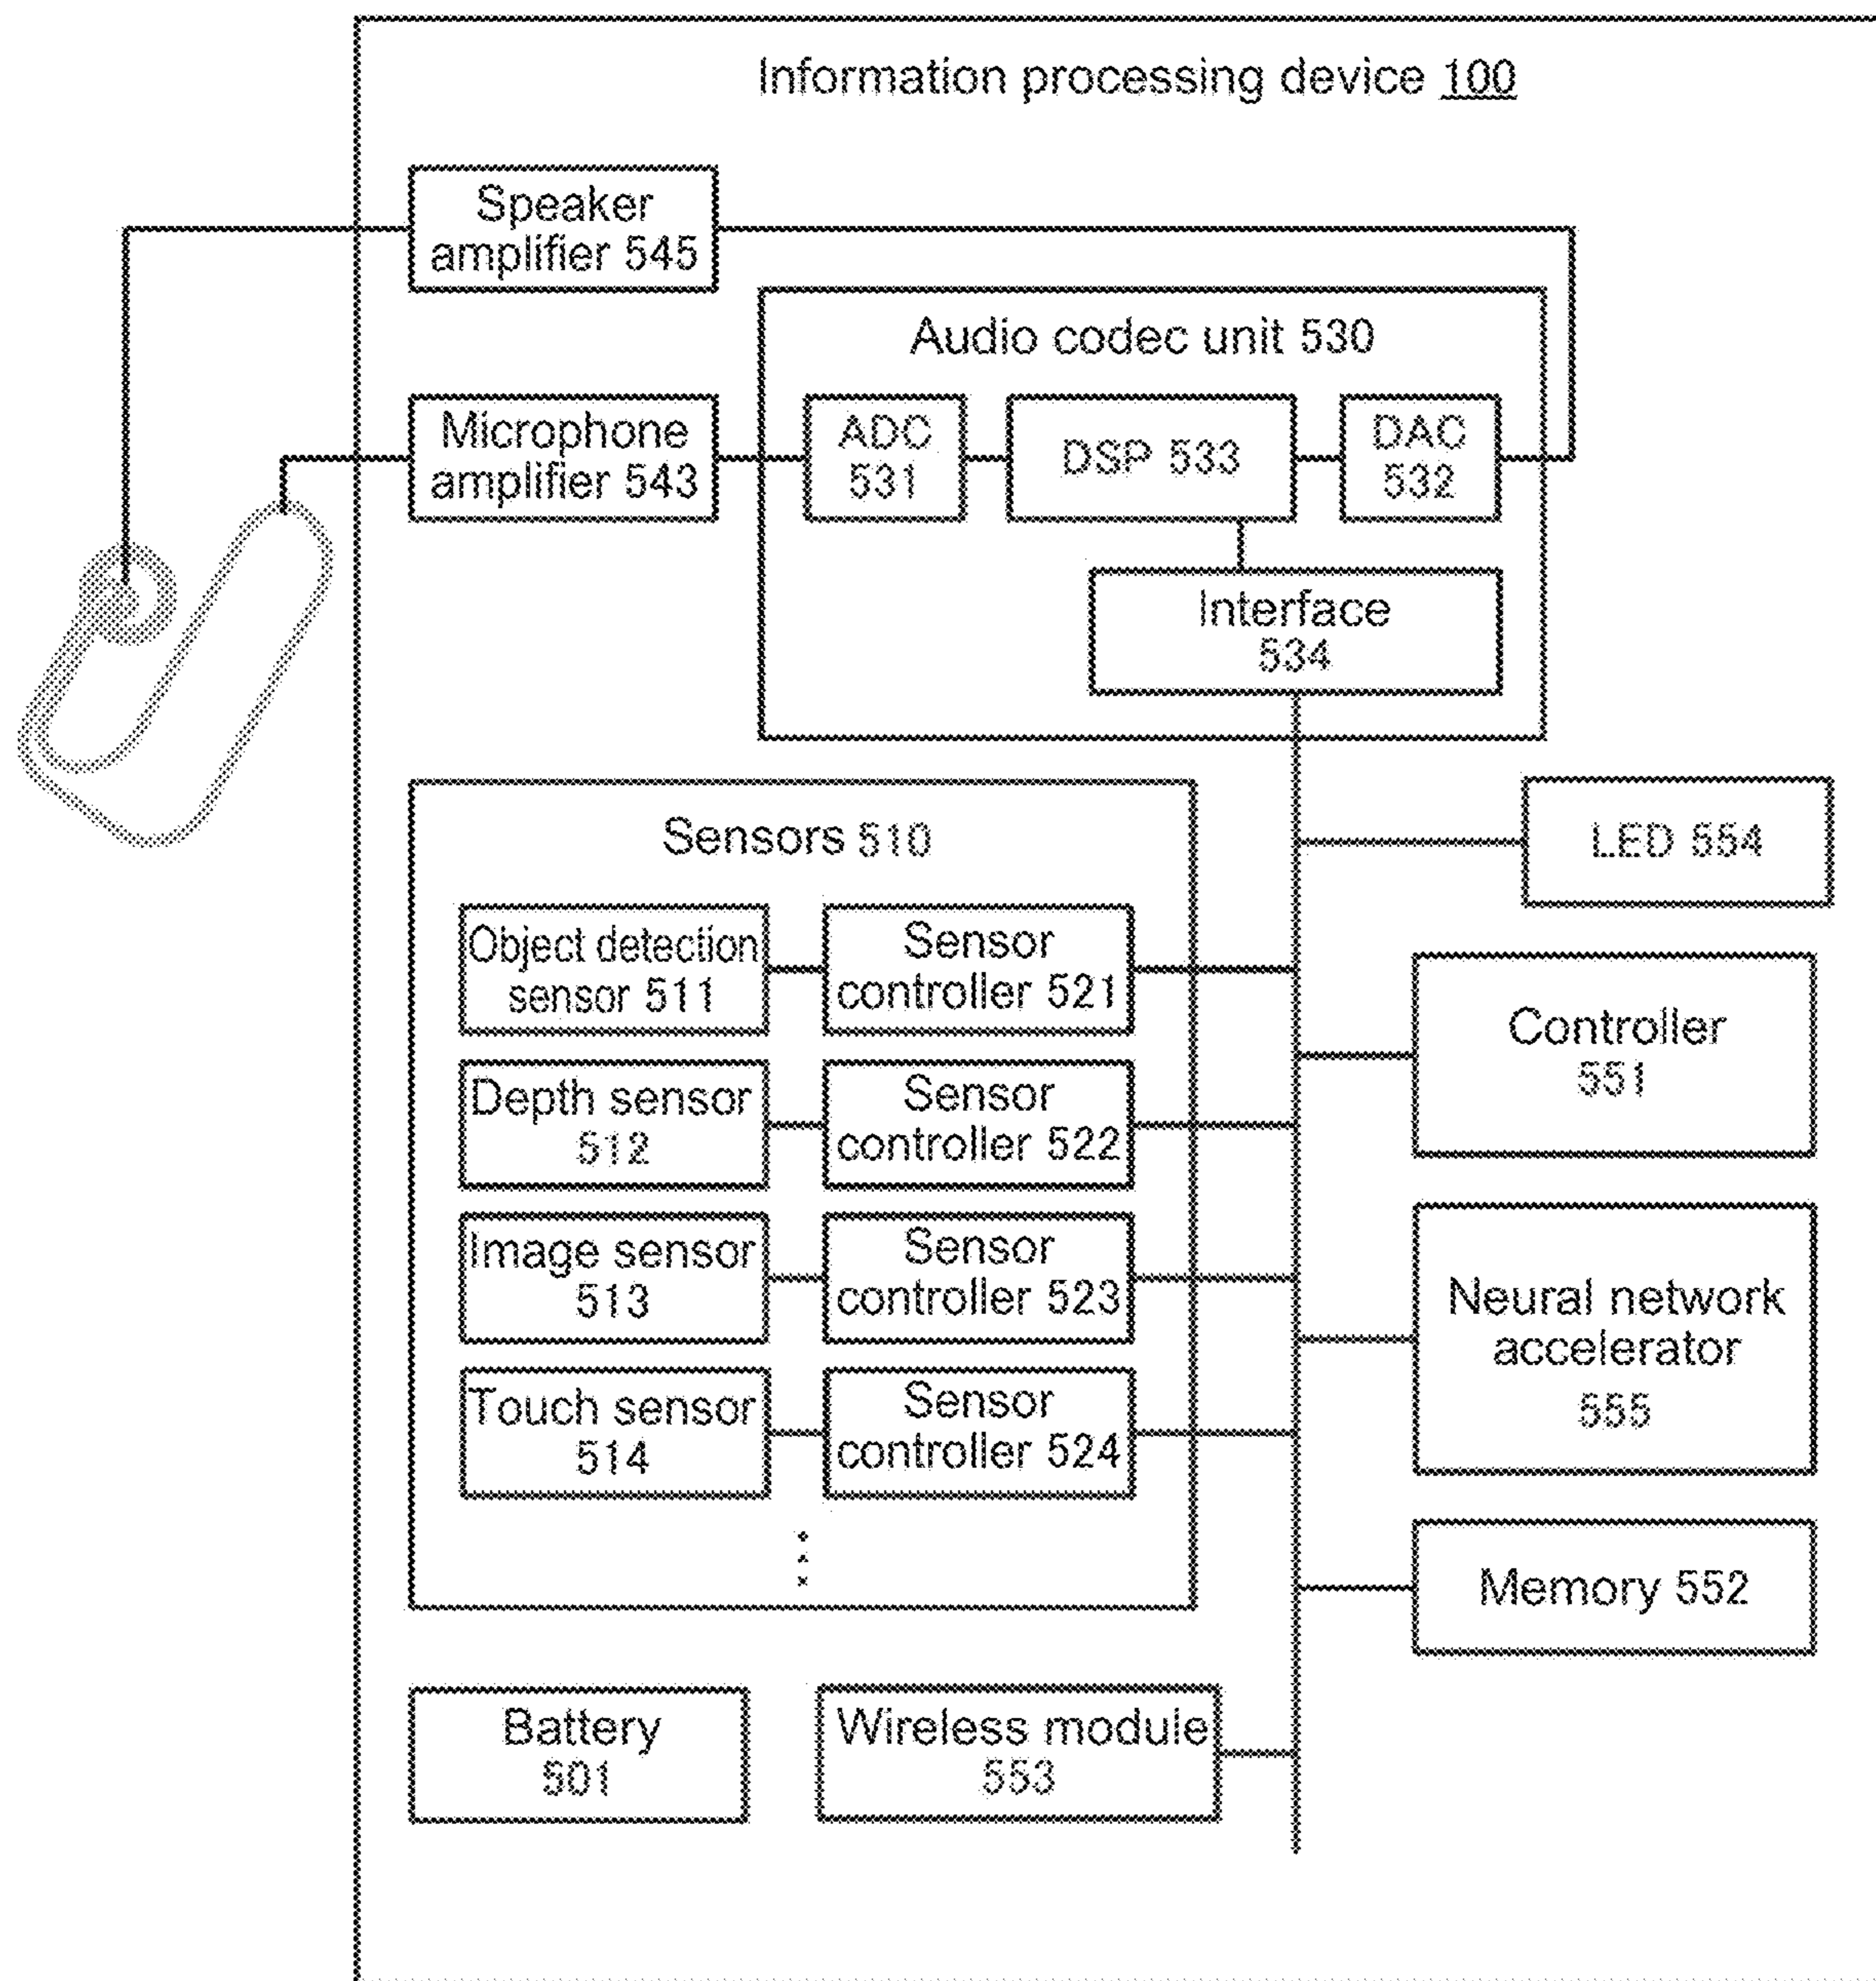 Information processing device 100
Speaker
amplifier 545
Audio codec unit 530
Microphone
amplifier 543
ADC
531
DSP 533
DAC
532
Interface
534
Sensors 510
LED 554
Object detection
sensor 511
Sensor
controller 521
Controller
551
Depth sensor
512
Sensor
controller 522
Image sensor
513
Sensor
controller 523
Neural network
accelerator
555
Touch sensor
514
Sensor
controller 524
Memory 552
Battery
501
Wireless module
553